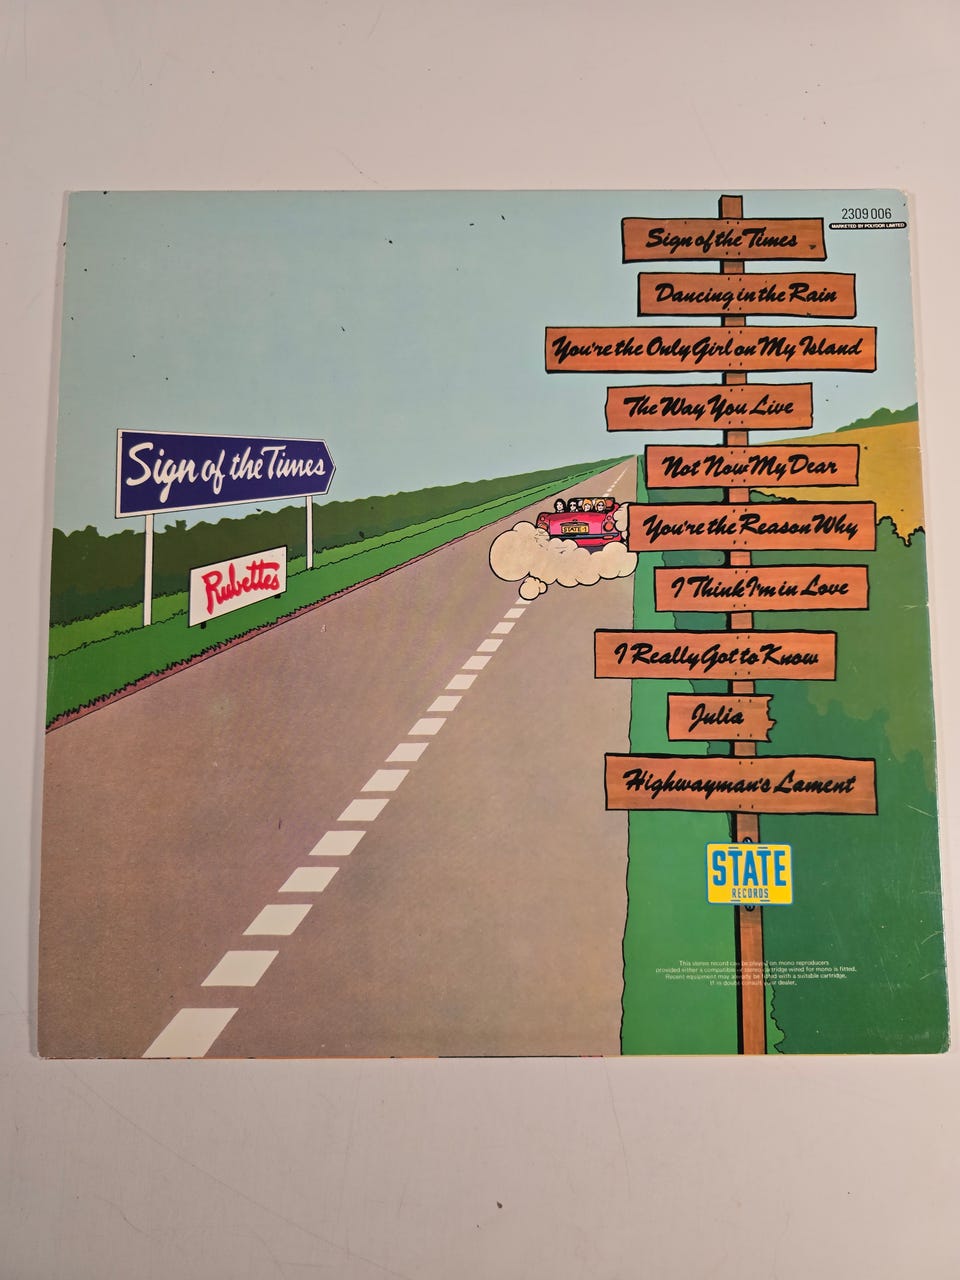 2309 006
MARKETED BY POLYDOR LIMITED
Sign of the Times
Dancing in the Rain
You're the Only Girl on My Island
The Way You Live
Sign of the Times
Not Now My Dear
STATE-1
You're the Reason Why
Rubettes
I Think I'm in Love
I Really Got to Know
Julia
Highwayman's Lament
STATE
RECORDS
This stereo record can be played on mono reproducers
provided either a compatible or stereo cartridge wired for mono is fitted.
Recent equipment may already be fitted with a suitable cartridge.
If in doubt consult your dealer.